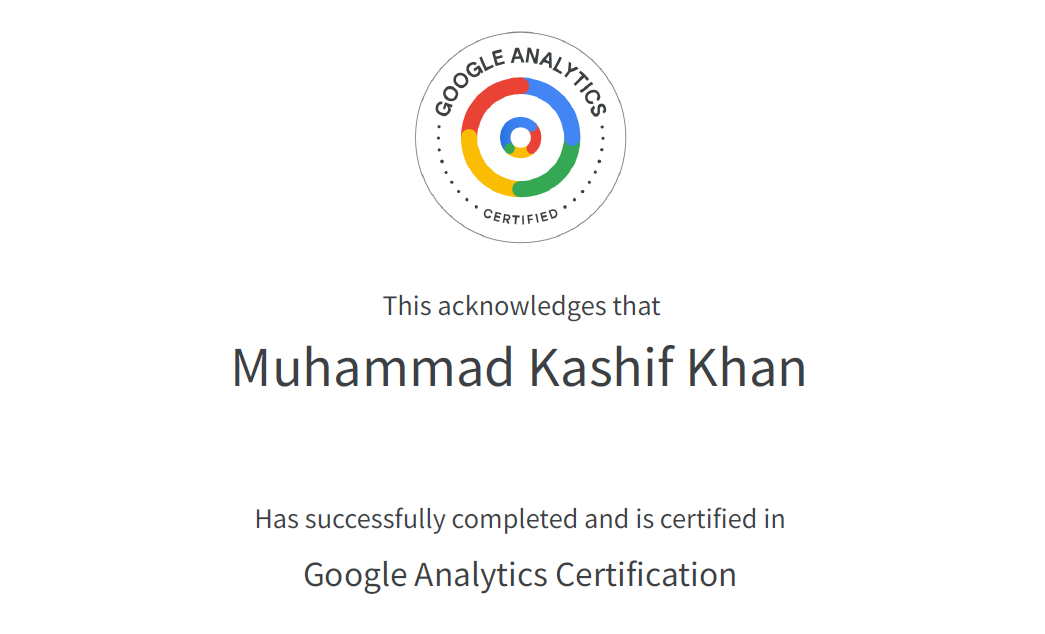 GOOGLE ANALYTICS
CERTIFIED
This acknowledges that
Muhammad Kashif Khan
Has successfully completed and is certified in
Google Analytics Certification